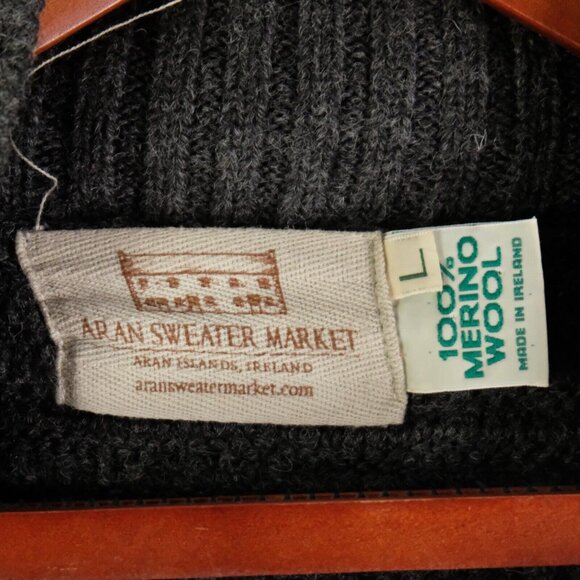 ARAN SWEATER MARKET
ARAN ISLANDS, IRELAND
aransweatermarket.com
L
100%
MERINO
WOOL
MADE IN IRELAND